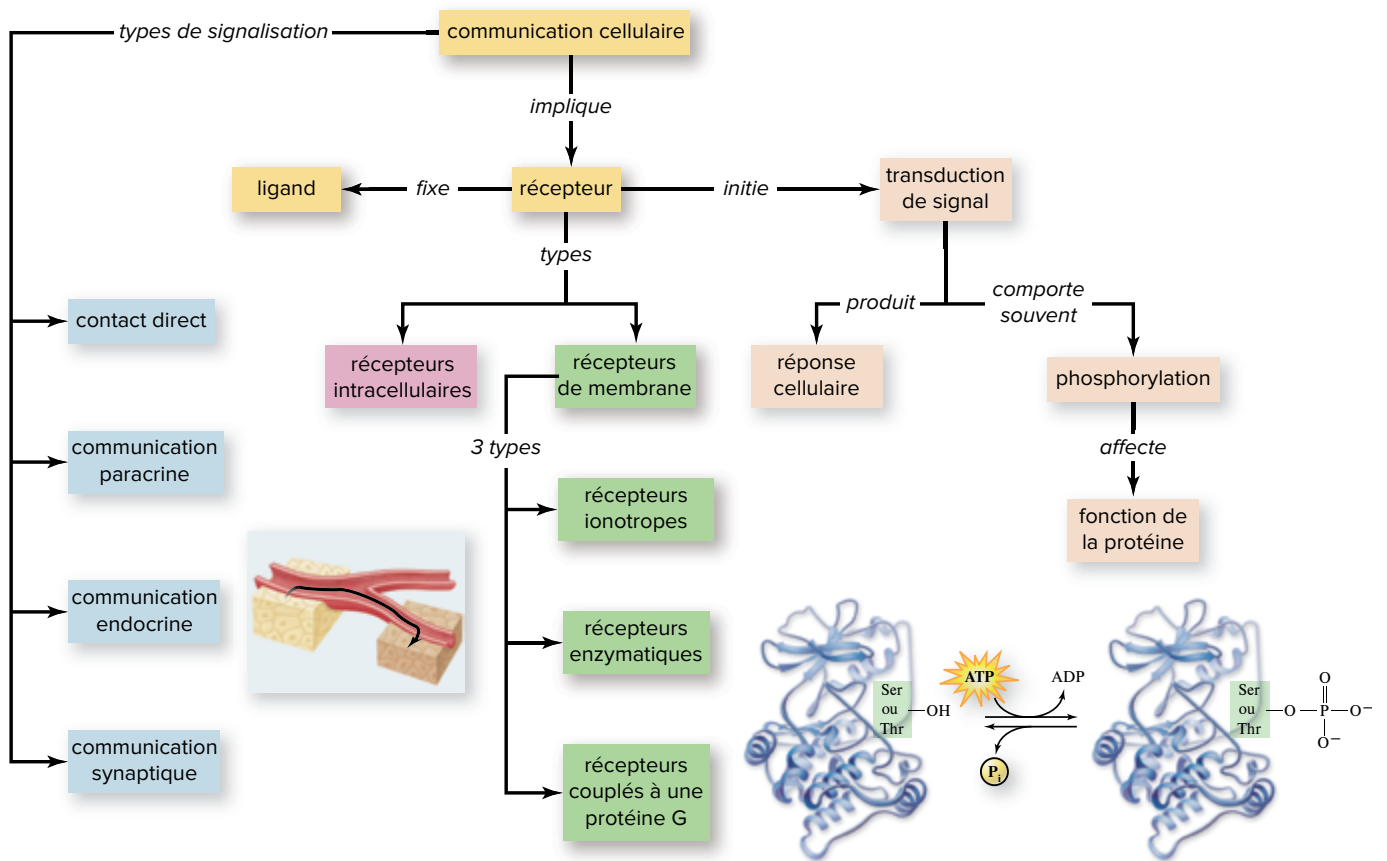 types de signalisation
communication cellulaire
implique
ligand
fixe
récepteur
initie
transduction
de signal
types
produit
comporte
souvent
contact direct
récepteurs
intracellulaires
récepteurs
de membrane
réponse
cellulaire
phosphorylation
communication
paracrine
3 types
affecte
récepteurs
ionotropes
fonction de
la protéine
communication
endocrine
récepteurs
enzymatiques
communication
synaptique
récepteurs
couplés à une
protéine G
Ser
ou
Thr
OH
ATP
ADP
Pi
Ser
ou
Thr
O
O
P
O−
O−